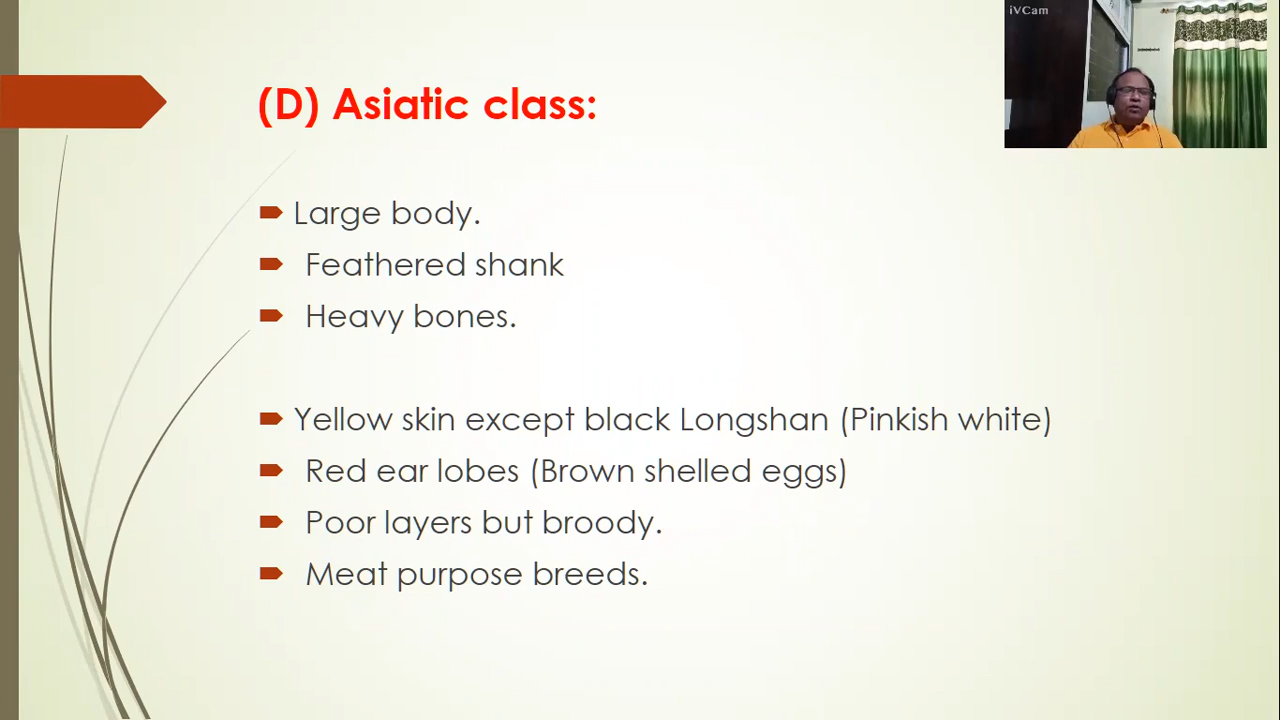 iVCam
(D) Asiatic class:
Large body.
Feathered shank
Heavy bones.
Yellow skin except black Longshan (Pinkish white)
Red ear lobes (Brown shelled eggs)
Poor layers but broody.
Meat purpose breeds.